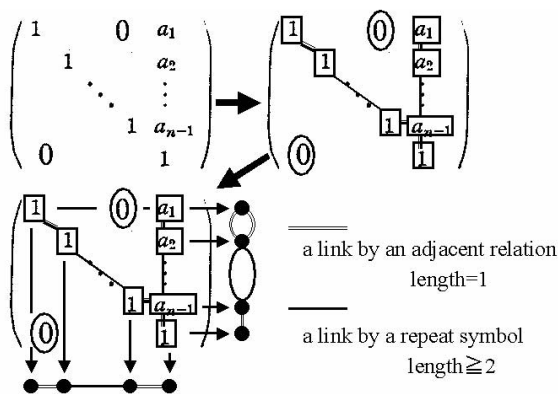 1 0 a₁
1 a₂
⋱ ⋮
1 aₙ₋₁
0 1
1 0 a₁
1 a₂
1 aₙ₋₁
0 1
1 0 a₁
1 a₂
1 aₙ₋₁
0 1
a link by an adjacent relation
length=1
a link by a repeat symbol
length≧2